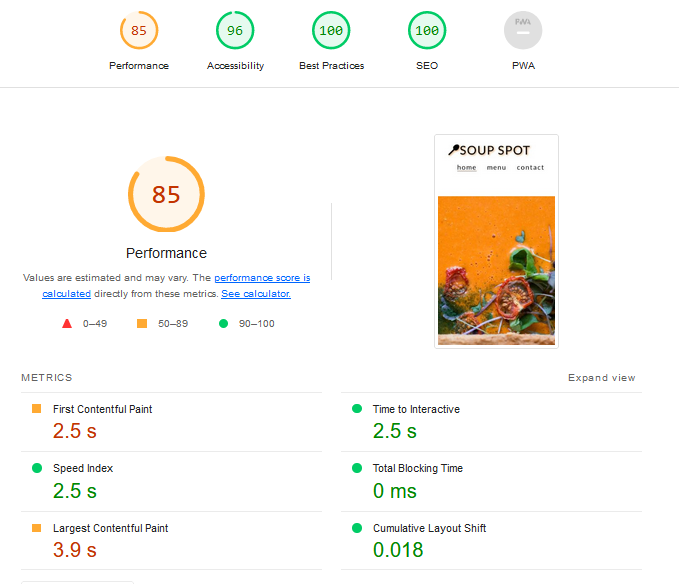 85
96
100
100
PWA
Performance
Accessibility
Best Practices
SEO
PWA
85
Performance
Values are estimated and may vary. The performance score is
calculated directly from these metrics. See calculator.
0–49
50–89
90–100
SOUP SPOT
home menu contact
METRICS
Expand view
First Contentful Paint
2.5 s
Time to Interactive
2.5 s
Speed Index
2.5 s
Total Blocking Time
0 ms
Largest Contentful Paint
3.9 s
Cumulative Layout Shift
0.018